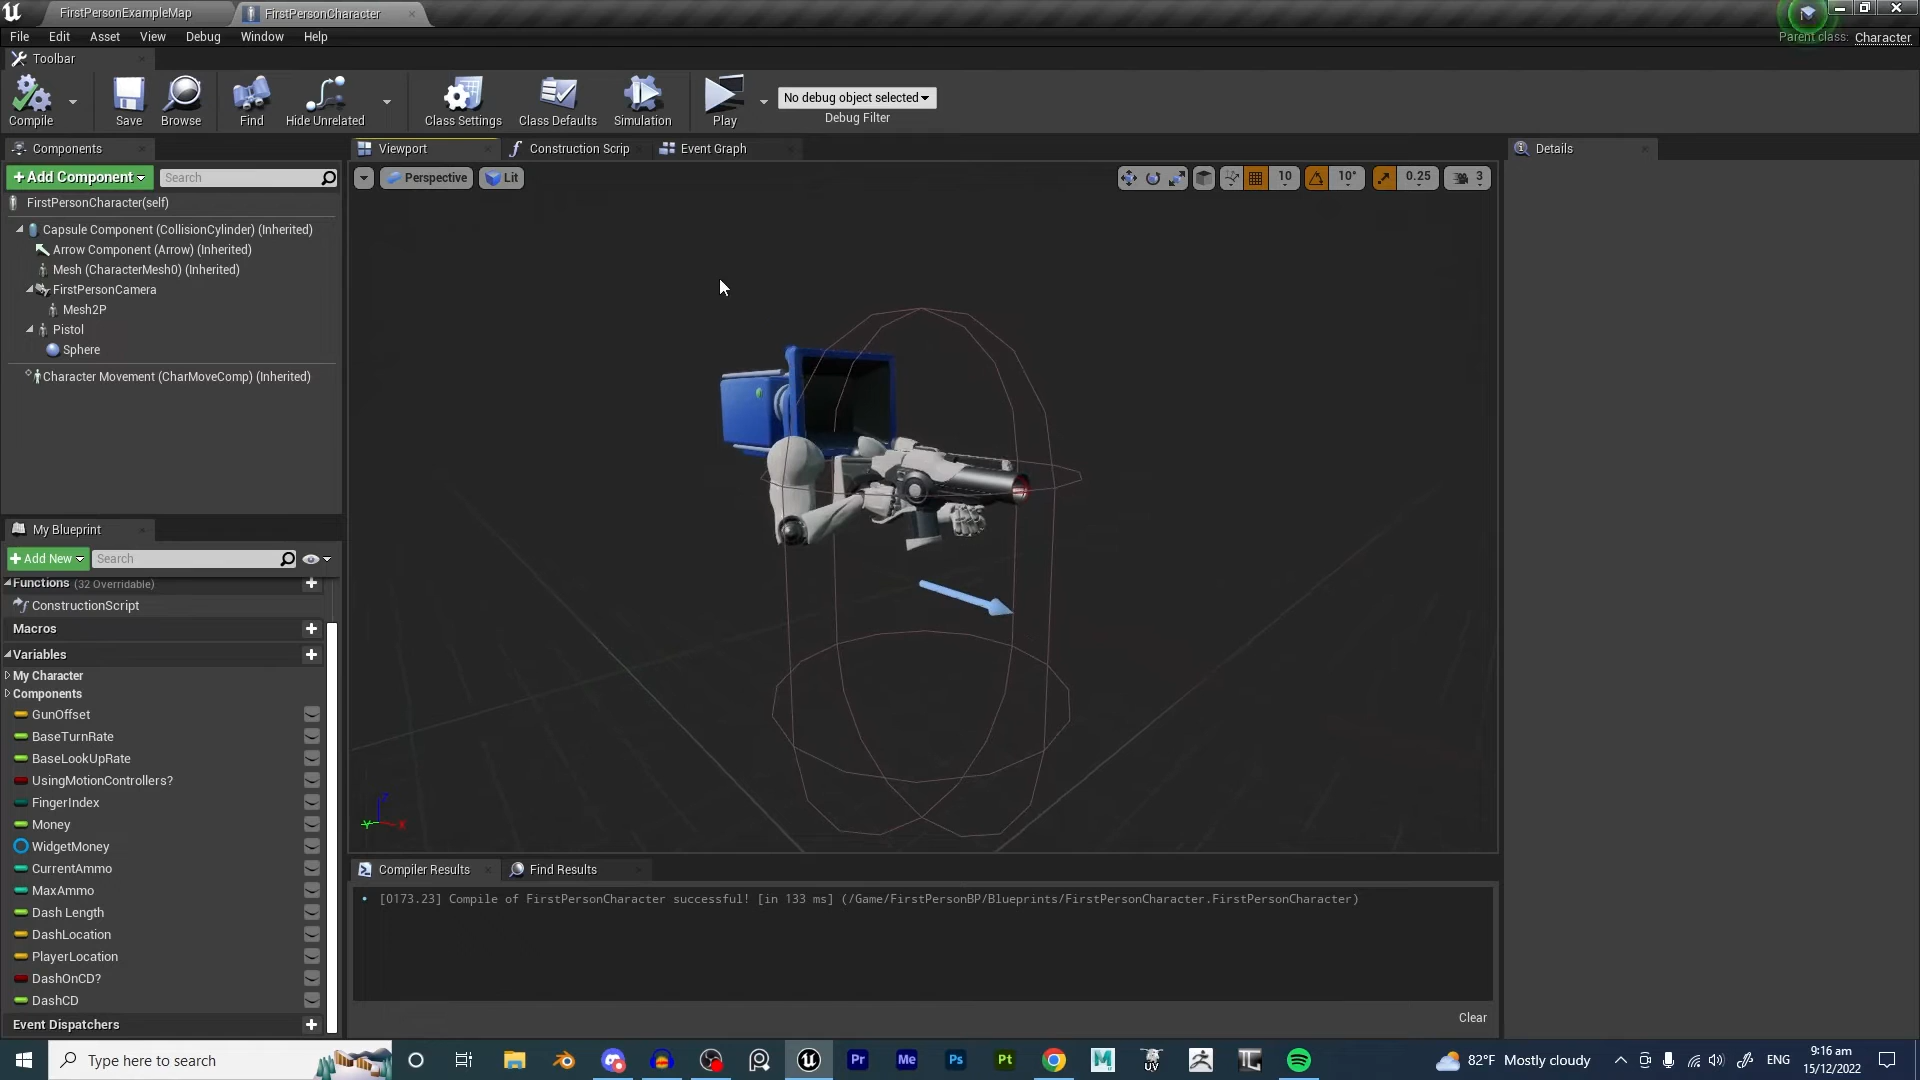 FirstPersonExampleMap
FirstPersonCharacter
File Edit Asset View Debug Window Help
Parent class: Character
Toolbar
Compile
Save
Browse
Find
Hide Unrelated
Class Settings
Class Defaults
Simulation
Play
No debug object selected
Debug Filter
Components
+Add Component
Search
FirstPersonCharacter(self)
Capsule Component (CollisionCylinder) (Inherited)
Arrow Component (Arrow) (Inherited)
Mesh (CharacterMesh0) (Inherited)
FirstPersonCamera
Mesh2P
Pistol
Sphere
Character Movement (CharMoveComp) (Inherited)
My Blueprint
+Add New
Search
Functions (32 Overridable)
ConstructionScript
Macros
Variables
My Character
Components
GunOffset
BaseTurnRate
BaseLookUpRate
UsingMotionControllers?
FingerIndex
Money
WidgetMoney
CurrentAmmo
MaxAmmo
Dash Length
DashLocation
PlayerLocation
DashOnCD?
DashCD
Event Dispatchers
Viewport
Construction Scrip
Event Graph
Perspective
Lit
10
10°
0.25
3
Details
Compiler Results
Find Results
[0173.23] Compile of FirstPersonCharacter successful! [in 133 ms] (/Game/FirstPersonBP/Blueprints/FirstPersonCharacter.FirstPersonCharacter)
Clear
Type here to search
Pr
Me
Ps
Pt
M
UV
82°F Mostly cloudy
ENG
9:16 am
15/12/2022